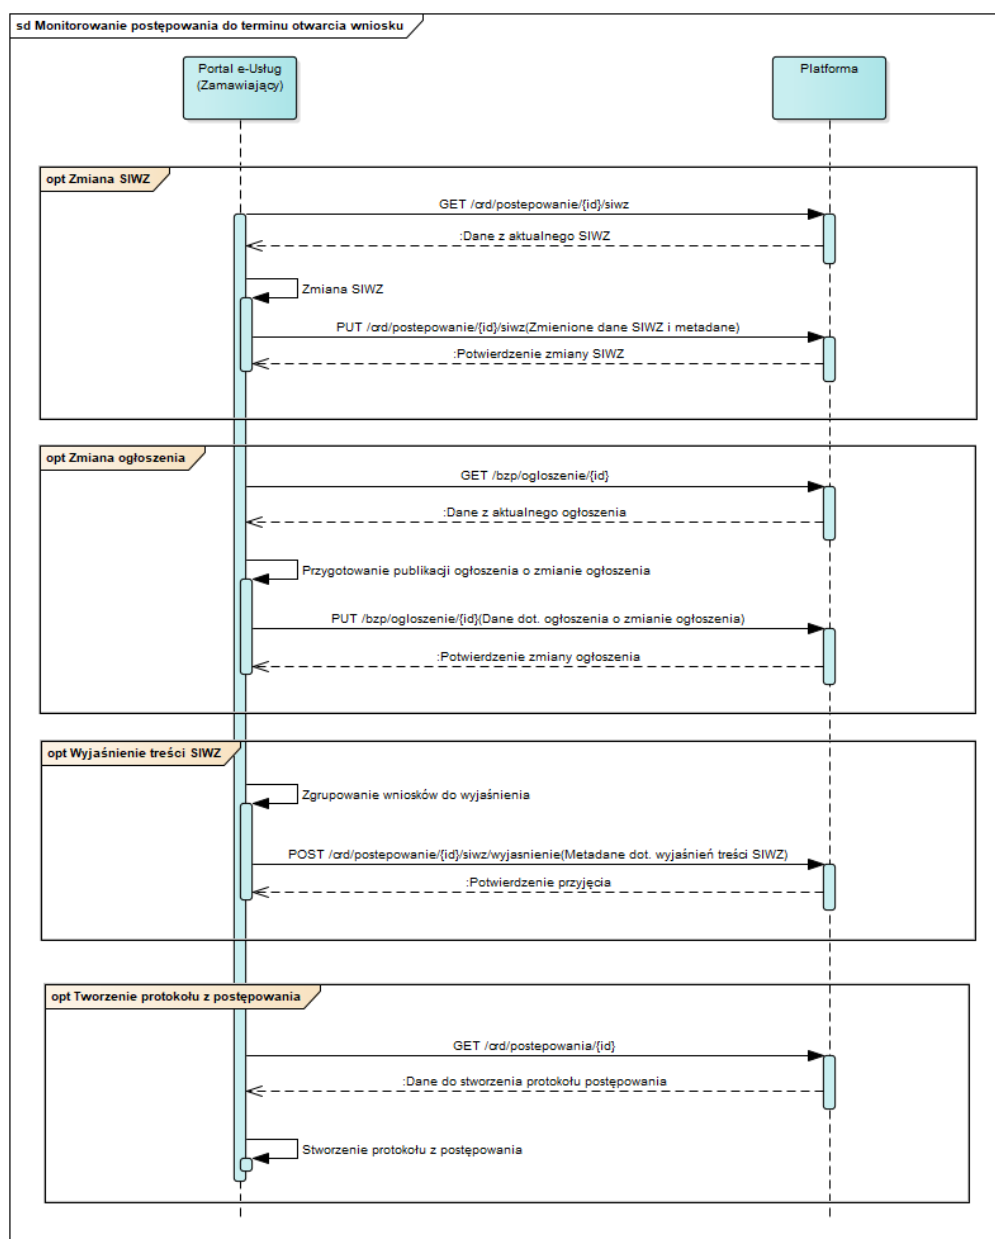 sd Monitorowanie postępowania do terminu otwarcia wniosku
Portal e-Usług
(Zamawiający)
Platforma
opt Zmiana SIWZ
GET /crd/postepowanie/{id}/siwz
:Dane z aktualnego SIWZ
Zmiana SIWZ
PUT /crd/postepowanie/{id}/siwz(Zmienione dane SIWZ i metadane)
:Potwierdzenie zmiany SIWZ
opt Zmiana ogłoszenia
GET /bzp/ogloszenie/{id}
:Dane z aktualnego ogłoszenia
Przygotowanie publikacji ogłoszenia o zmianie ogłoszenia
PUT /bzp/ogloszenie/{id}(Dane dot. ogłoszenia o zmianie ogłoszenia)
:Potwierdzenie zmiany ogłoszenia
opt Wyjaśnienie treści SIWZ
Zgrupowanie wniosków do wyjaśnienia
POST /crd/postepowanie/{id}/siwz/wyjasnienie(Metadane dot. wyjaśnień treści SIWZ)
:Potwierdzenie przyjęcia
opt Tworzenie protokołu z postępowania
GET /crd/postepowania/{id}
:Dane do stworzenia protokołu postępowania
Stworzenie protokołu z postępowania